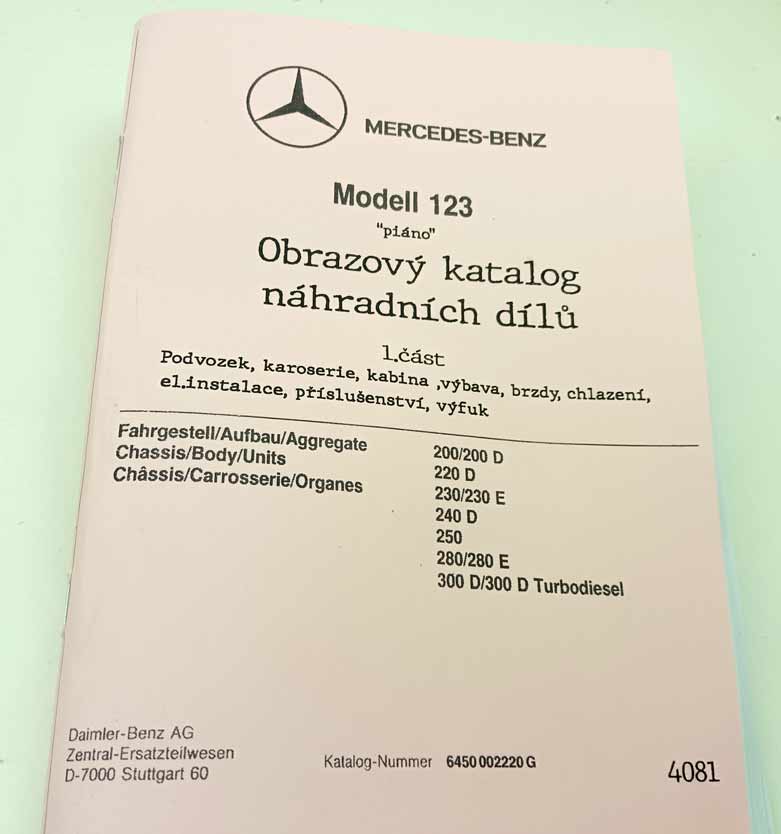 MERCEDES-BENZ
Modell 123
"piáno"
Obrazový katalog
náhradních dílů
1.část
Podvozek, karoserie, kabina ,výbava, brzdy, chlazení,
el.instalace, příslušenství, výfuk
Fahrgestell/Aufbau/Aggregate
Chassis/Body/Units
Châssis/Carrosserie/Organes
200/200 D
220 D
230/230 E
240 D
250
280/280 E
300 D/300 D Turbodiesel
Daimler-Benz AG
Zentral-Ersatzteilwesen
D-7000 Stuttgart 60
Katalog-Nummer 6450 002220 G
4081